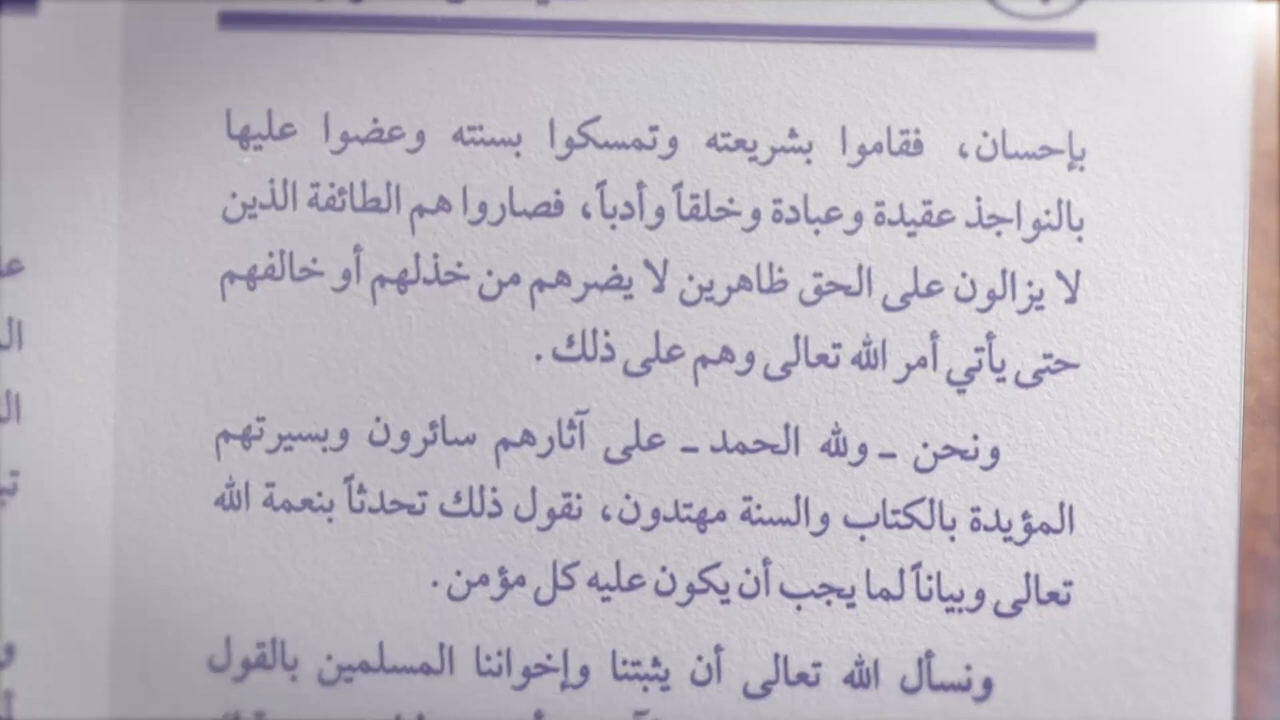 بإحسان، فقاموا بشريعته وتمسكوا بسنته وعضوا عليها
بالنواجذ عقيدة وعبادة وخلقاً وأدباً، فصاروا هم الطائفة الذين
لا يزالون على الحق ظاهرين لا يضرهم من خذلهم أو خالفهم
حتى يأتي أمر الله تعالى وهم على ذلك.
ونحن ـ ولله الحمد ـ على آثارهم سائرون وبسيرتهم
المؤيدة بالكتاب والسنة مهتدون، نقول ذلك تحدثاً بنعمة الله
تعالى وبياناً لما يجب أن يكون عليه كل مؤمن.
ونسأل الله تعالى أن يثبتنا وإخواننا المسلمين بالقول